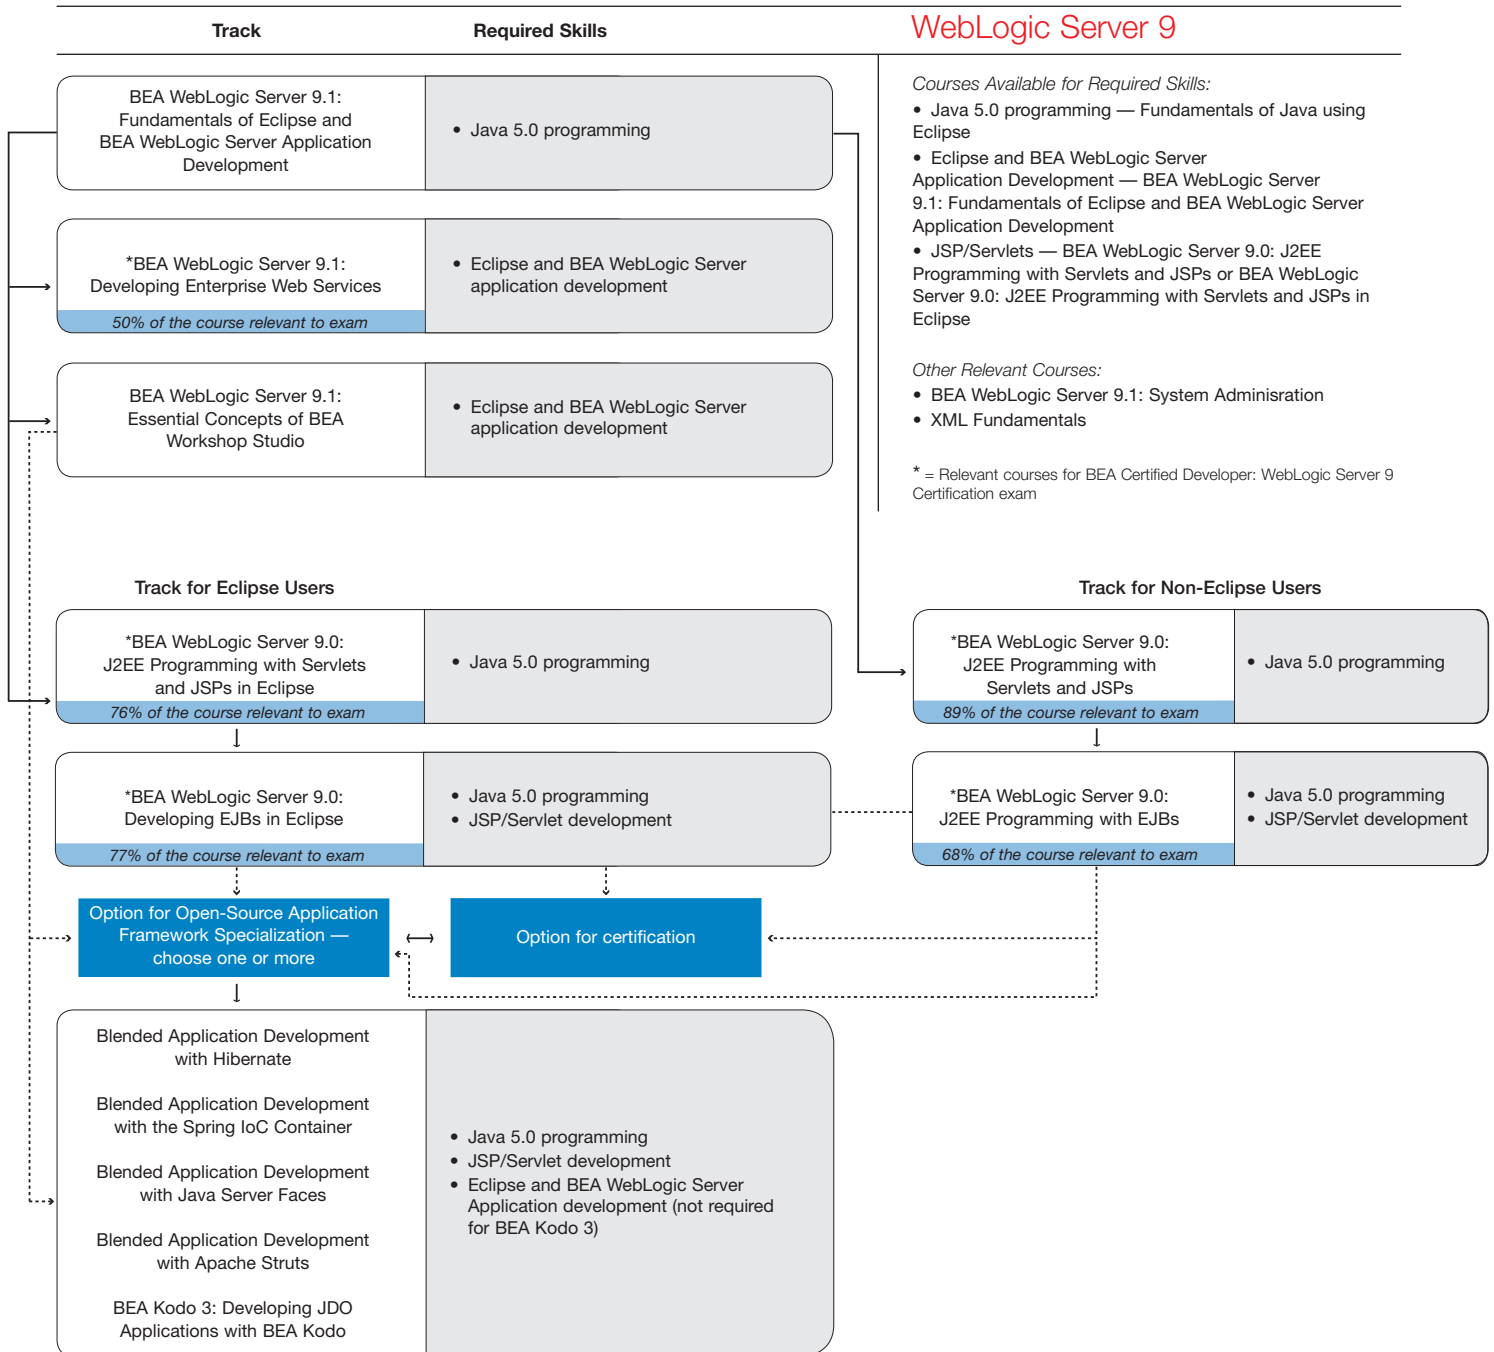 Track
Required Skills
WebLogic Server 9
BEA WebLogic Server 9.1:
Fundamentals of Eclipse and
BEA WebLogic Server Application
Development
• Java 5.0 programming
*BEA WebLogic Server 9.1:
Developing Enterprise Web Services
50% of the course relevant to exam
• Eclipse and BEA WebLogic Server
application development
BEA WebLogic Server 9.1:
Essential Concepts of BEA
Workshop Studio
• Eclipse and BEA WebLogic Server
application development
Courses Available for Required Skills:
• Java 5.0 programming — Fundamentals of Java using
Eclipse
• Eclipse and BEA WebLogic Server
Application Development — BEA WebLogic Server
9.1: Fundamentals of Eclipse and BEA WebLogic Server
Application Development
• JSP/Servlets — BEA WebLogic Server 9.0: J2EE
Programming with Servlets and JSPs or BEA WebLogic
Server 9.0: J2EE Programming with Servlets and JSPs in
Eclipse
Other Relevant Courses:
• BEA WebLogic Server 9.1: System Adminisration
• XML Fundamentals
* = Relevant courses for BEA Certified Developer: WebLogic Server 9
Certification exam
Track for Eclipse Users
*BEA WebLogic Server 9.0:
J2EE Programming with Servlets
and JSPs in Eclipse
76% of the course relevant to exam
• Java 5.0 programming
*BEA WebLogic Server 9.0:
Developing EJBs in Eclipse
77% of the course relevant to exam
• Java 5.0 programming
• JSP/Servlet development
Track for Non-Eclipse Users
*BEA WebLogic Server 9.0:
J2EE Programming with
Servlets and JSPs
89% of the course relevant to exam
• Java 5.0 programming
*BEA WebLogic Server 9.0:
J2EE Programming with EJBs
68% of the course relevant to exam
• Java 5.0 programming
• JSP/Servlet development
Option for Open-Source Application
Framework Specialization —
choose one or more
Option for certification
Blended Application Development
with Hibernate
Blended Application Development
with the Spring IoC Container
Blended Application Development
with Java Server Faces
Blended Application Development
with Apache Struts
BEA Kodo 3: Developing JDO
Applications with BEA Kodo
• Java 5.0 programming
• JSP/Servlet development
• Eclipse and BEA WebLogic Server
Application development (not required
for BEA Kodo 3)